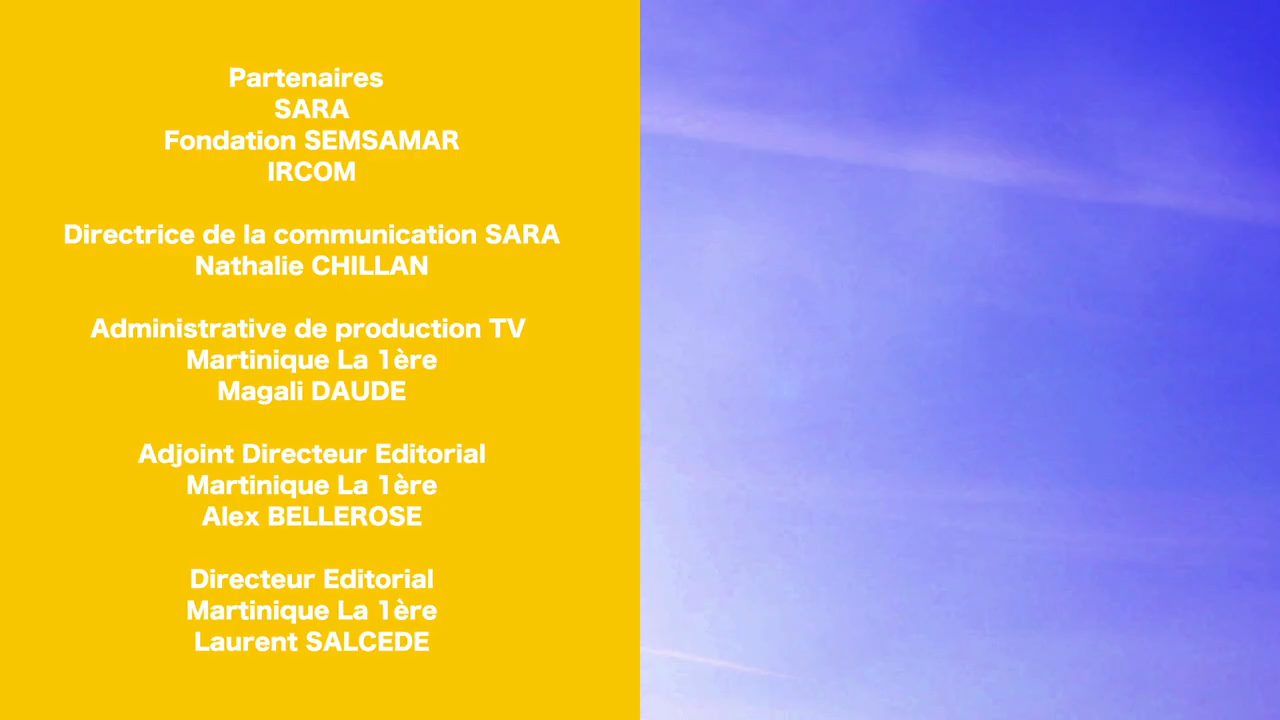 Partenaires
SARA
Fondation SEMSAMAR
IRCOM
Directrice de la communication SARA
Nathalie CHILLAN
Administrative de production TV
Martinique La 1ère
Magali DAUDE
Adjoint Directeur Editorial
Martinique La 1ère
Alex BELLEROSE
Directeur Editorial
Martinique La 1ère
Laurent SALCEDE